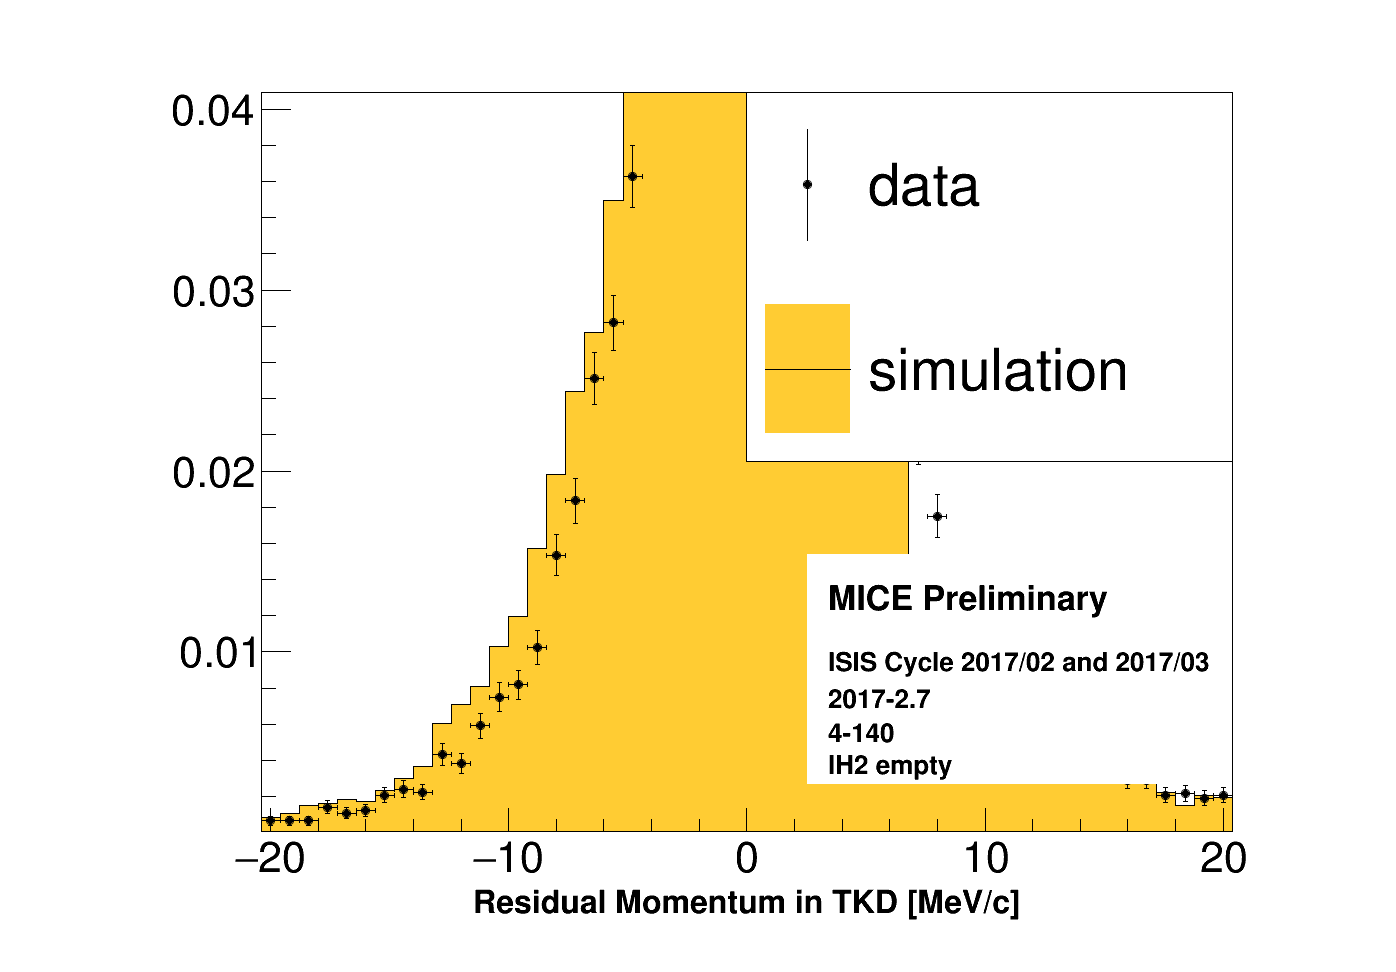 0.04
0.03
0.02
0.01
data
simulation
MICE Preliminary
ISIS Cycle 2017/02 and 2017/03
2017-2.7
4-140
IH2 empty
−20 −10 0 10 20
Residual Momentum in TKD [MeV/c]